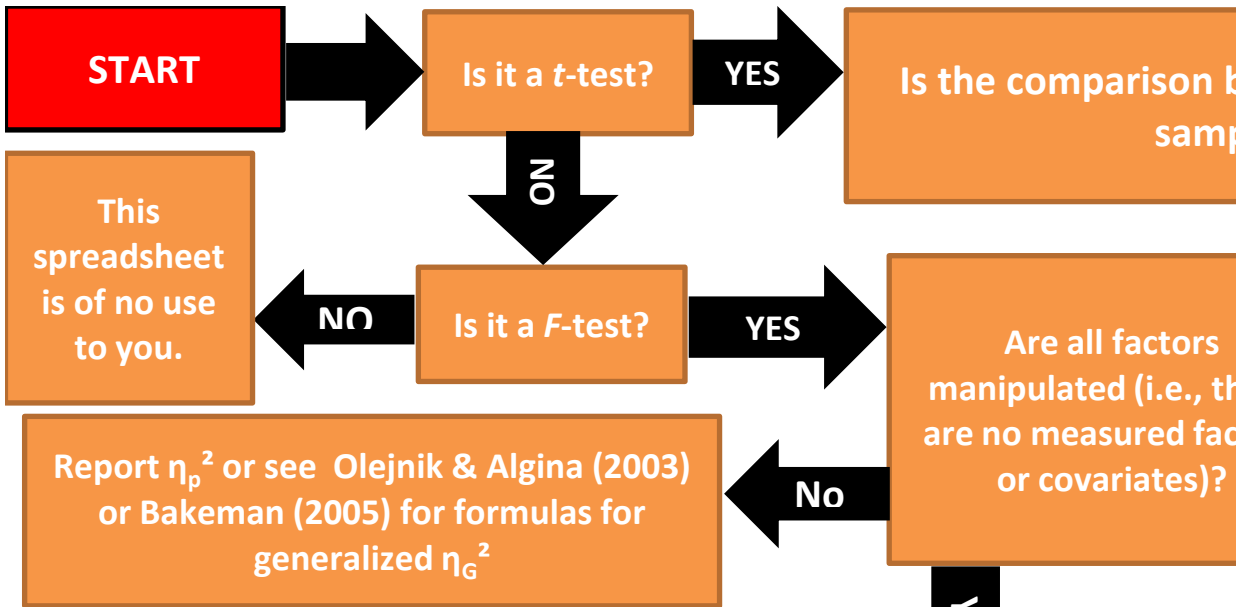 START
Is it a t-test?
YES
Is the comparison b
samp
NO
This
spreadsheet
is of no use
to you.
NO
Is it a F-test?
YES
Are all factors
manipulated (i.e., th
are no measured fac
or covariates)?
No
Report ηₚ² or see Olejnik & Algina (2003)
or Bakeman (2005) for formulas for
generalized η_G²
Y